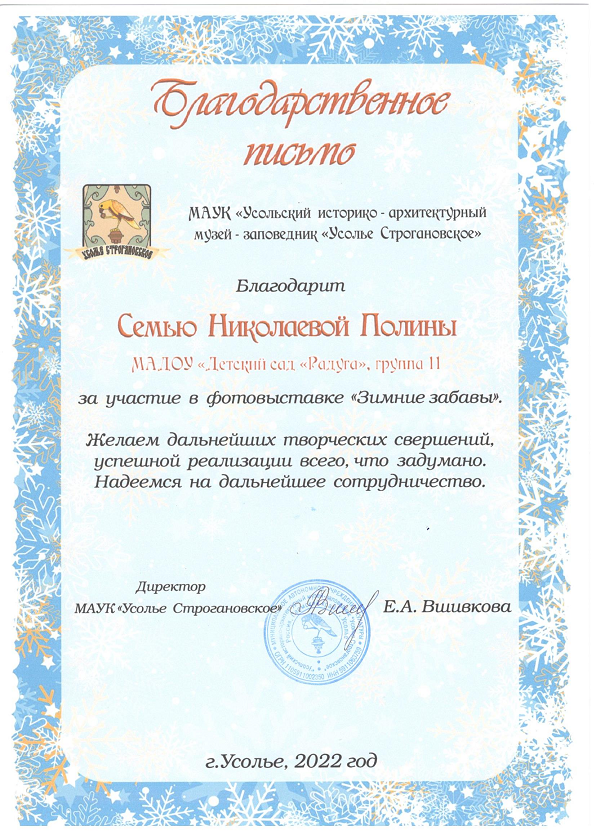 Благодарственное
письмо
МАУК «Усольский историко - архитектурный
музей - заповедник «Усолье Строгановское»
УСОЛЬЕ СТРОГАНОВСКОЕ
Благодарит
Семью Николаевой Полины
МАДОУ «Детский сад «Радуга», группа 11
за участие в фотовыставке «Зимние забавы».
Желаем дальнейших творческих свершений,
успешной реализации всего, что задумано.
Надеемся на дальнейшее сотрудничество.
Директор
МАУК «Усолье Строгановское»
Е.А. Вшивкова
г.Усолье, 2022 год